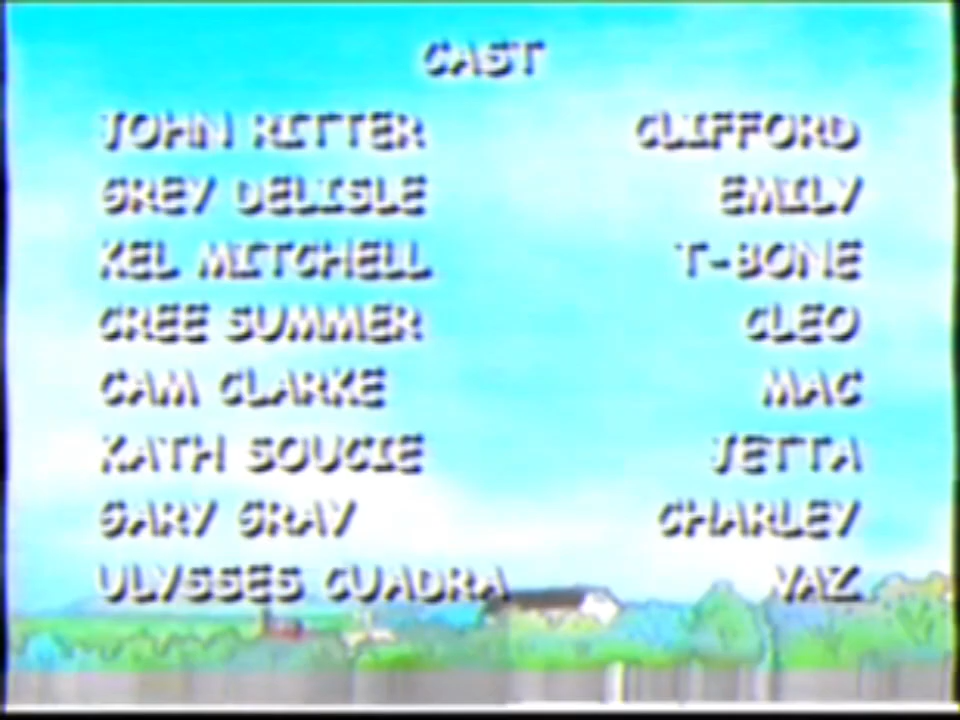 CAST
JOHN RITTER CLIFFORD
GREY DELISLE EMILY
KEL MITCHELL T-BONE
CREE SUMMER CLEO
CAM CLARKE MAC
KATH SOUCIE JETTA
GARY GRAY CHARLEY
ULYSSES CUADRA VAZ